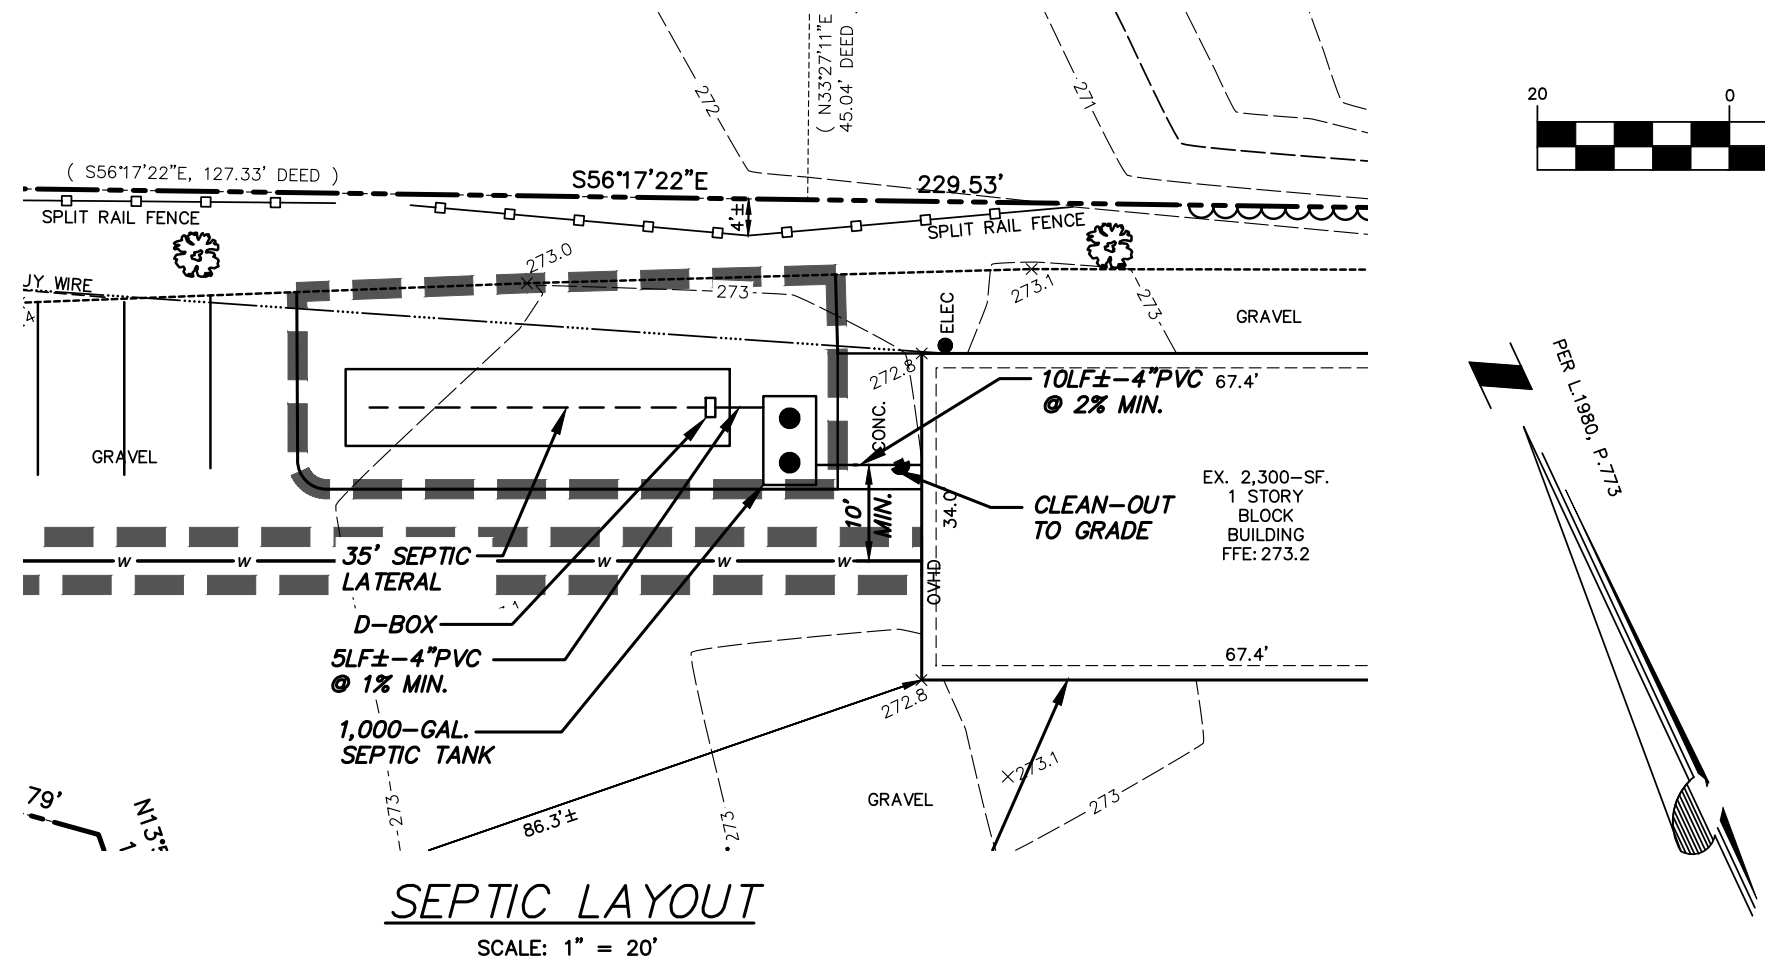 ( N33°27'11"E
45.04' DEED
272
271
20
0
( S56°17'22"E, 127.33' DEED )
S56°17'22"E
229.53'
SPLIT RAIL FENCE
4'±
SPLIT RAIL FENCE
273.0
WIRE
273
273.1
273
ELEC
GRAVEL
272.8
10LF±-4"PVC
@ 2% MIN.
67.4'
CONC.
PER L.1980, P.773
GRAVEL
10'
MIN.
34.0
CLEAN-OUT
TO GRADE
EX. 2,300-SF.
1 STORY
BLOCK
BUILDING
FFE: 273.2
W
W
W
W
W
35' SEPTIC
LATERAL
OVHD
D-BOX
5LF±-4"PVC
@ 1% MIN.
67.4'
272.8
1,000-GAL.
SEPTIC TANK
273.1
79'
273
86.3'±
273
GRAVEL
273
SEPTIC LAYOUT
SCALE: 1" = 20'